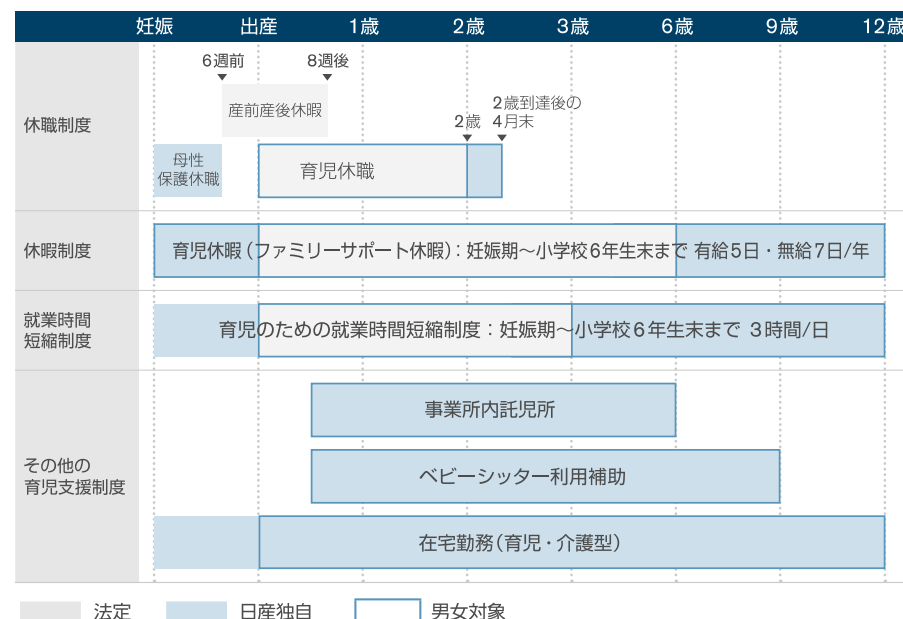 妊娠 出産 1歳 2歳 3歳 6歳 9歳 12歳
6週前 8週後
産前産後休暇
2歳到達後の
2歳 4月末
休職制度
母性
保護休職
育児休職
休暇制度
育児休暇(ファミリーサポート休暇):妊娠期〜小学校6年生末まで 有給5日・無給7日/年
就業時間
短縮制度
育児のための就業時間短縮制度:妊娠期〜小学校6年生末まで 3時間/日
事業所内託児所
その他の
育児支援制度
ベビーシッター利用補助
在宅勤務(育児・介護型)
法定 日産独自 男女対象